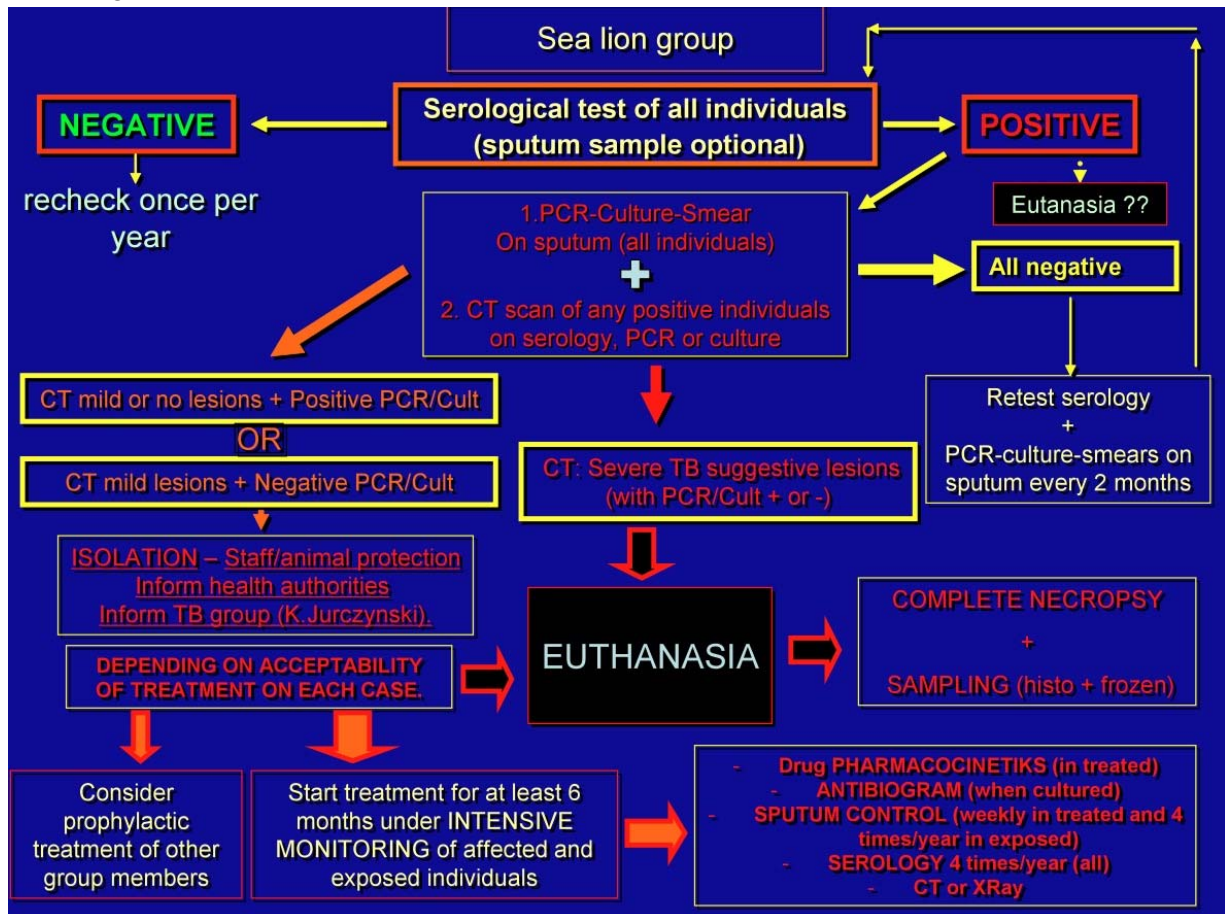 Sea lion group
Serological test of all individuals
(sputum sample optional)
NEGATIVE
recheck once per
year
POSITIVE
Eutanasia ??
1.PCR-Culture-Smear
On sputum (all individuals)
+
2. CT scan of any positive individuals
on serology, PCR or culture
All negative
Retest serology
+
PCR-culture-smears on
sputum every 2 months
CT mild or no lesions + Positive PCR/Cult
OR
CT mild lesions + Negative PCR/Cult
CT: Severe TB suggestive lesions
(with PCR/Cult + or -)
ISOLATION – Staff/animal protection
Inform health authorities
Inform TB group (K.Jurczynski).
DEPENDING ON ACCEPTABILITY
OF TREATMENT ON EACH CASE.
EUTHANASIA
COMPLETE NECROPSY
+
SAMPLING (histo + frozen)
Consider
prophylactic
treatment of other
group members
Start treatment for at least 6
months under INTENSIVE
MONITORING of affected and
exposed individuals
- Drug PHARMACOCINETIKS (in treated)
- ANTIBIOGRAM (when cultured)
- SPUTUM CONTROL (weekly in treated and 4
times/year in exposed)
- SEROLOGY 4 times/year (all)
- CT or XRay